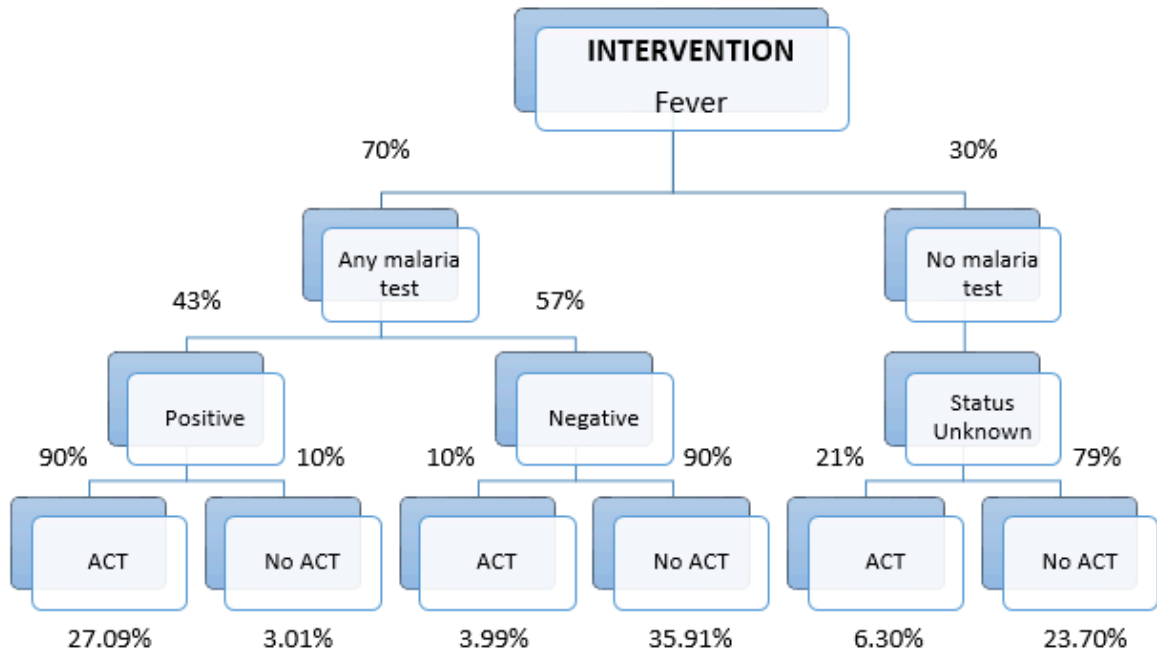 INTERVENTION
Fever
70%
30%
Any malaria
test
No malaria
test
43%
57%
Positive
Negative
Status
Unknown
90%
10%
10%
90%
21%
79%
ACT
No ACT
ACT
No ACT
ACT
No ACT
27.09%
3.01%
3.99%
35.91%
6.30%
23.70%